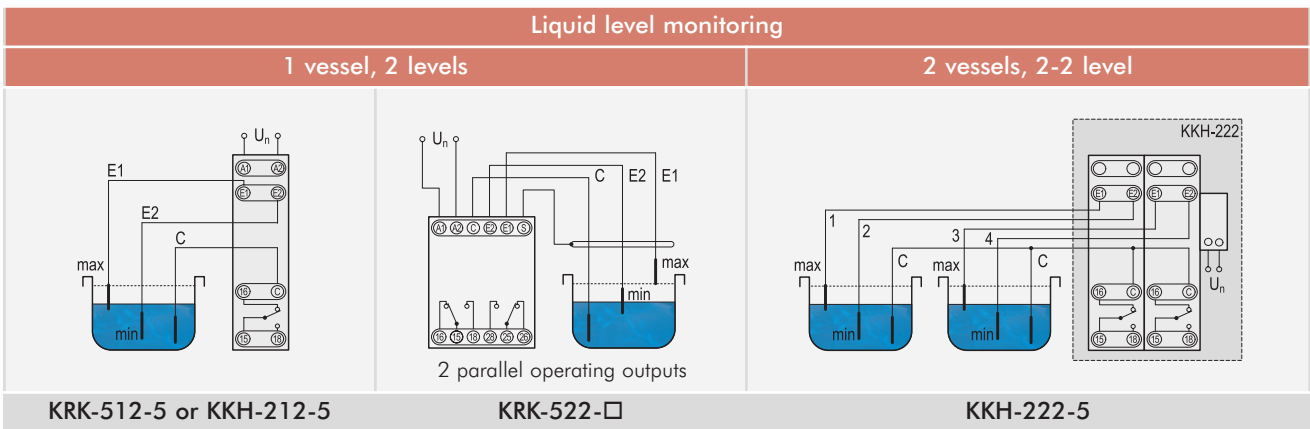 Liquid level monitoring
1 vessel, 2 levels
2 vessels, 2-2 level
Uₙ
A1 A2
E1
E1 E2
E2
C
max
min
16 C
15 18
Uₙ
C E2 E1
A1 A2 C E2 E1 S
max
min
16 15 18 28 25 26
2 parallel operating outputs
KKH-222
E1 E2 E1 E2
1
2
3
4
max
C
max
C
Uₙ
16 C 16 C
min
min
15 18 15 18
KRK-512-5 or KKH-212-5
KRK-522-□
KKH-222-5